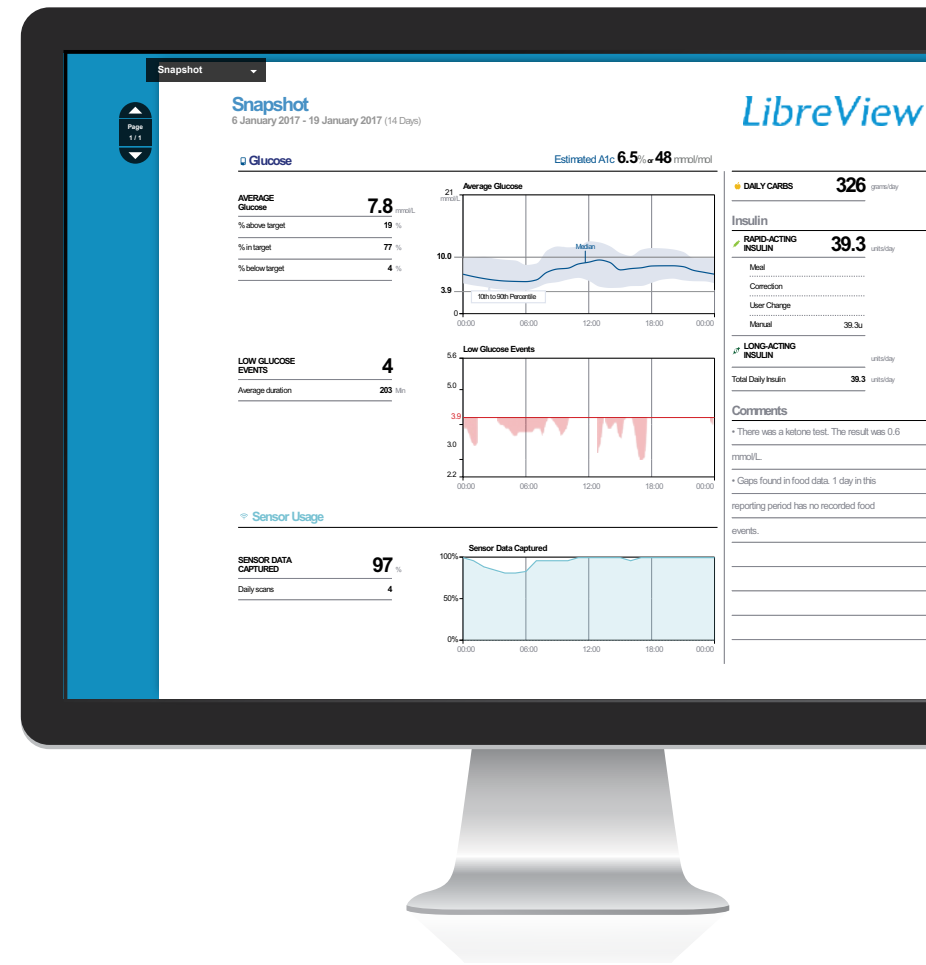 Snapshot
Page
1 / 1
Snapshot
6 January 2017 - 19 January 2017 (14 Days)
LibreView
Glucose
Estimated A1c 6.5% or 48 mmol/mol
AVERAGE
Glucose
7.8 mmol/L
% above target 19 %
% in target 77 %
% below target 4 %
Average Glucose
21
mmol/L
10.0
3.9
0
Median
10th to 90th Percentile
00:00 06:00 12:00 18:00 00:00
LOW GLUCOSE
EVENTS
4
Average duration 203 Min
Low Glucose Events
5.6
5.0
3.9
3.0
2.2
00:00 06:00 12:00 18:00 00:00
Sensor Usage
SENSOR DATA
CAPTURED
97 %
Daily scans 4
Sensor Data Captured
100%
50%
0%
00:00 06:00 12:00 18:00 00:00
DAILY CARBS 326 grams/day
Insulin
RAPID-ACTING
INSULIN
39.3 units/day
Meal
Correction
User Change
Manual 39.3u
LONG-ACTING
INSULIN
units/day
Total Daily Insulin 39.3 units/day
Comments
• There was a ketone test. The result was 0.6
mmol/L.
• Gaps found in food data. 1 day in this
reporting period has no recorded food
events.